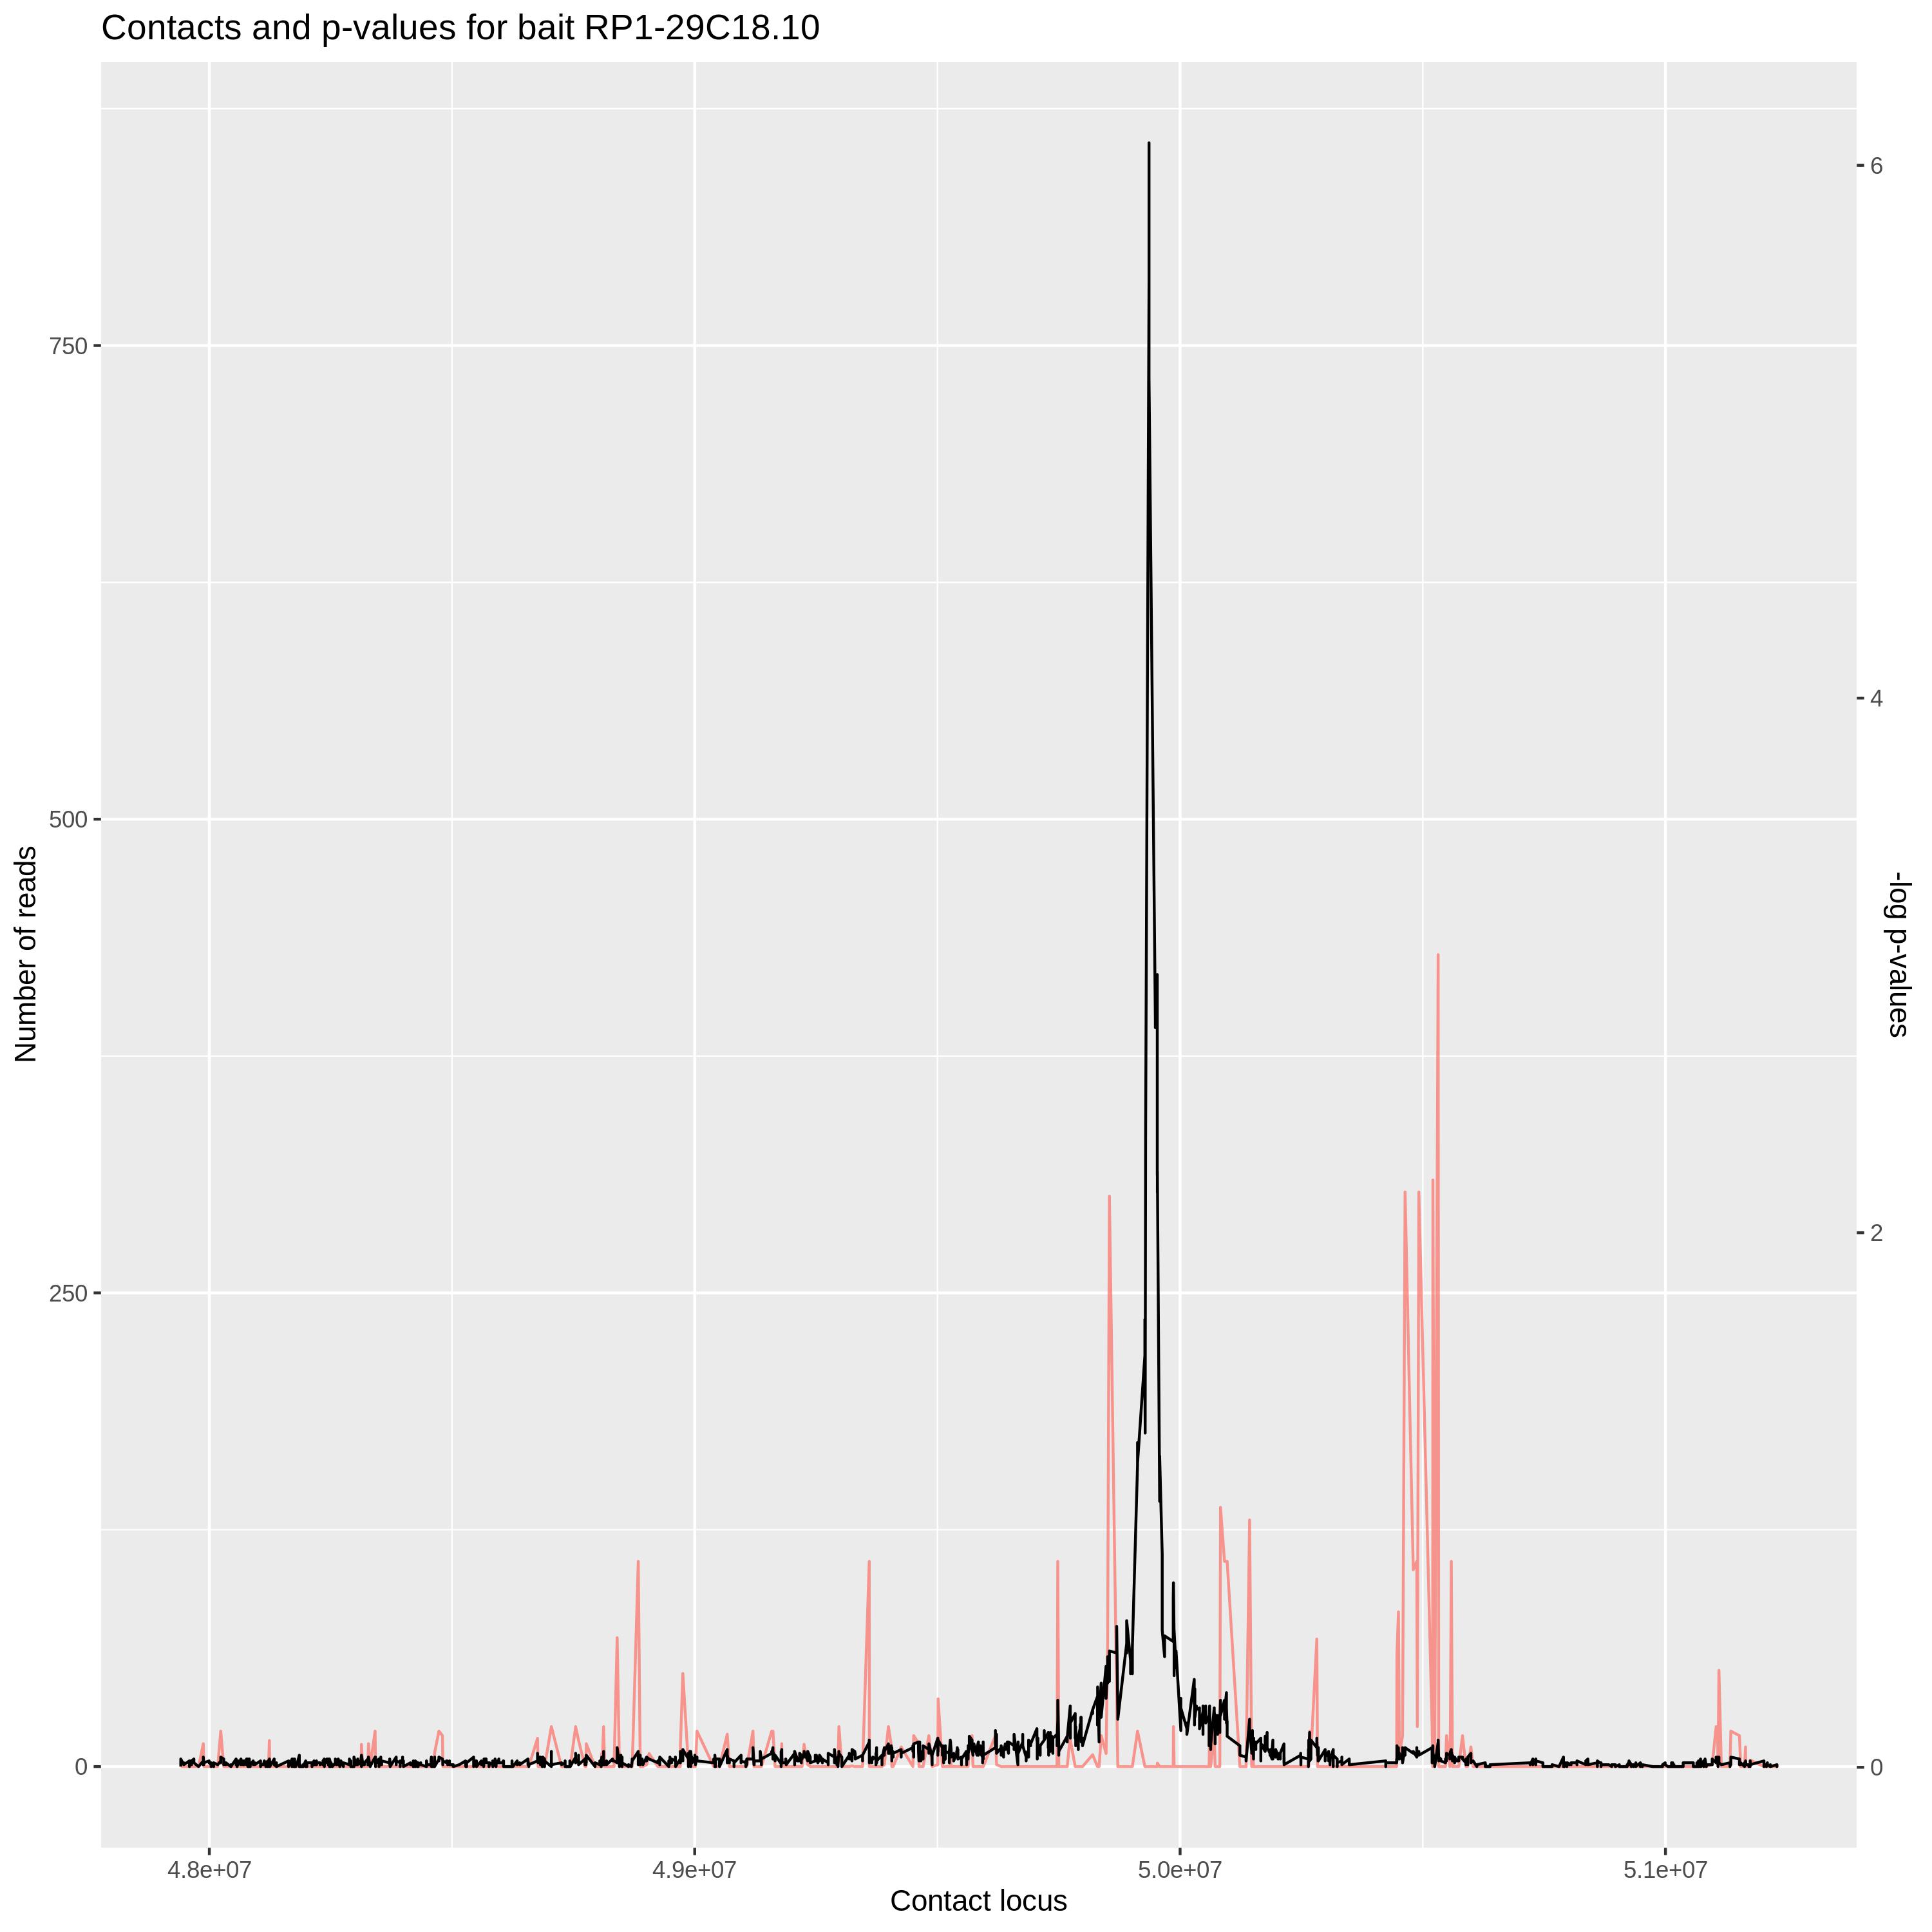 Contacts and p-values for bait RP1-29C18.10
750
500
250
0
Number of reads
6
4
2
0
-log p-values
4.8e+07 4.9e+07 5.0e+07 5.1e+07
Contact locus